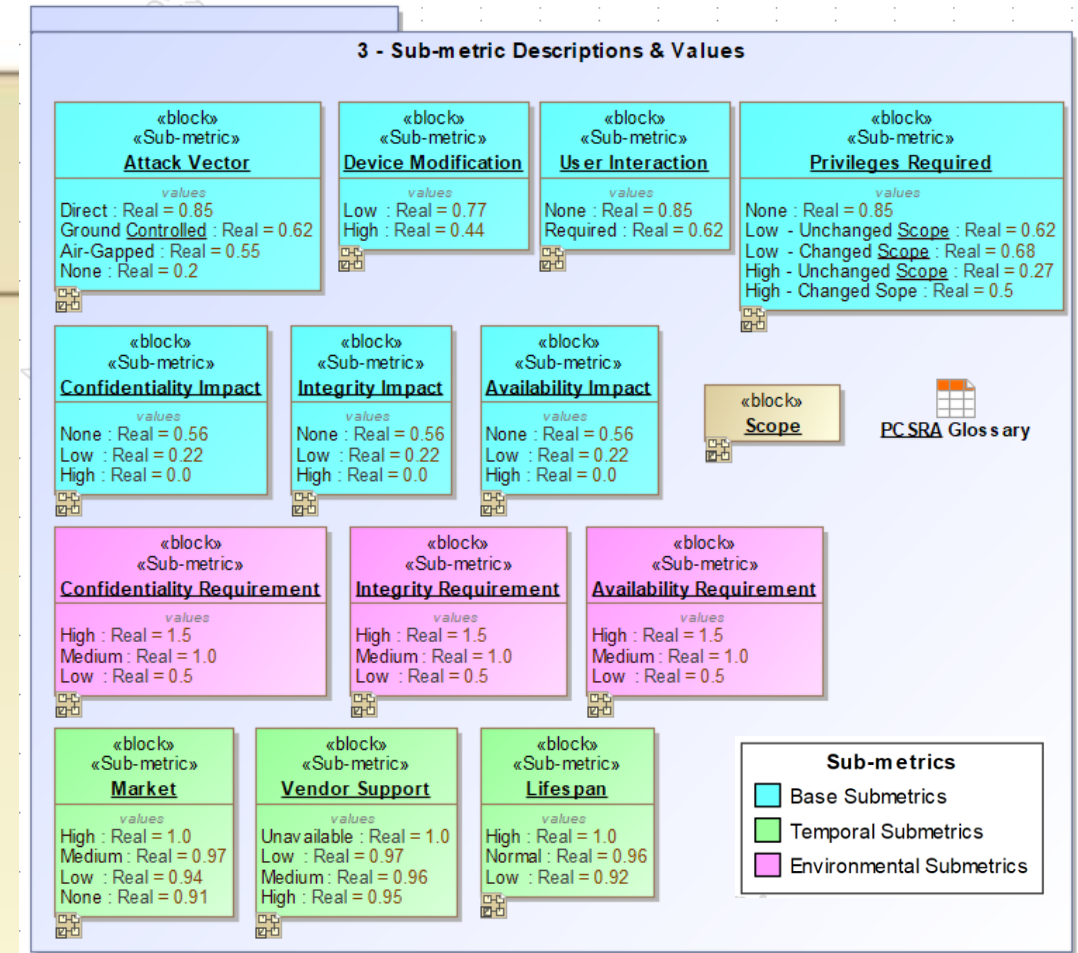 3 - Sub-metric Descriptions & Values
«block»
«Sub-metric»
Attack Vector
values
Direct : Real = 0.85
Ground Controlled : Real = 0.62
Air-Gapped : Real = 0.55
None : Real = 0.2
«block»
«Sub-metric»
Device Modification
values
Low : Real = 0.77
High : Real = 0.44
«block»
«Sub-metric»
User Interaction
values
None : Real = 0.85
Required : Real = 0.62
«block»
«Sub-metric»
Privileges Required
values
None : Real = 0.85
Low - Unchanged Scope : Real = 0.62
Low - Changed Scope : Real = 0.68
High - Unchanged Scope : Real = 0.27
High - Changed Sope : Real = 0.5
«block»
«Sub-metric»
Confidentiality Impact
values
None : Real = 0.56
Low : Real = 0.22
High : Real = 0.0
«block»
«Sub-metric»
Integrity Impact
values
None : Real = 0.56
Low : Real = 0.22
High : Real = 0.0
«block»
«Sub-metric»
Availability Impact
values
None : Real = 0.56
Low : Real = 0.22
High : Real = 0.0
«block»
Scope
PCSRA Glossary
«block»
«Sub-metric»
Confidentiality Requirement
values
High : Real = 1.5
Medium : Real = 1.0
Low : Real = 0.5
«block»
«Sub-metric»
Integrity Requirement
values
High : Real = 1.5
Medium : Real = 1.0
Low : Real = 0.5
«block»
«Sub-metric»
Availability Requirement
values
High : Real = 1.5
Medium : Real = 1.0
Low : Real = 0.5
«block»
«Sub-metric»
Market
values
High : Real = 1.0
Medium : Real = 0.97
Low : Real = 0.94
None : Real = 0.91
«block»
«Sub-metric»
Vendor Support
values
Unavailable : Real = 1.0
Low : Real = 0.97
Medium : Real = 0.96
High : Real = 0.95
«block»
«Sub-metric»
Lifespan
values
High : Real = 1.0
Normal : Real = 0.96
Low : Real = 0.92
Sub-metrics
Base Submetrics
Temporal Submetrics
Environmental Submetrics